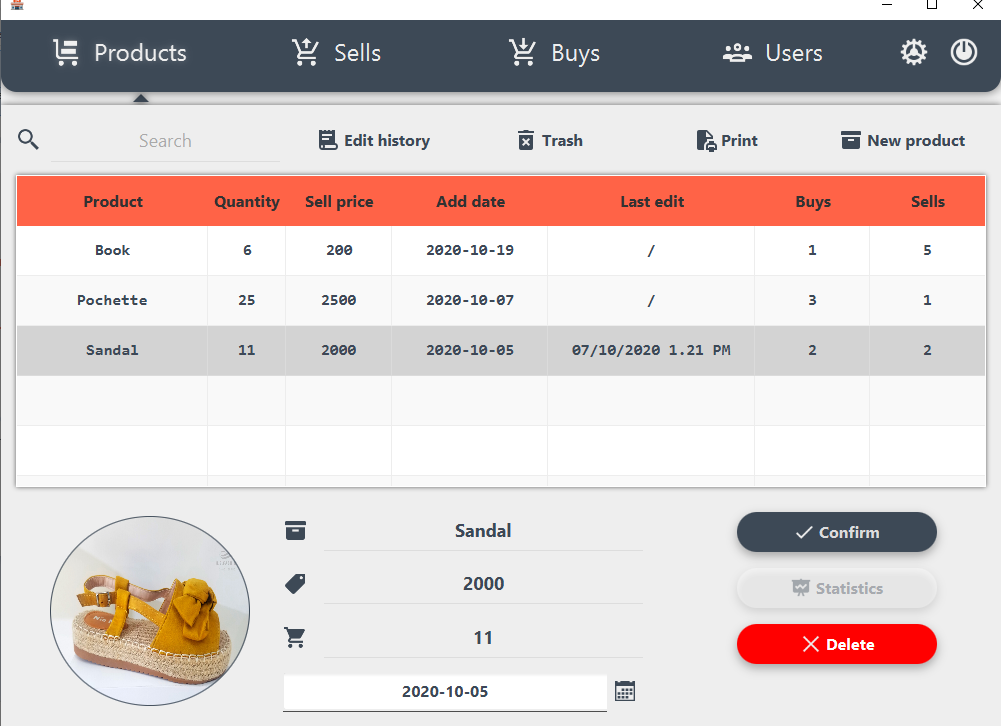 Products Sells Buys Users
Search Edit history Trash Print New product
Product Quantity Sell price Add date Last edit Buys Sells
Book 6 200 2020-10-19 / 1 5
Pochette 25 2500 2020-10-07 / 3 1
Sandal 11 2000 2020-10-05 07/10/2020 1.21 PM 2 2
Sandal
Confirm
2000
Statistics
11
Delete
2020-10-05